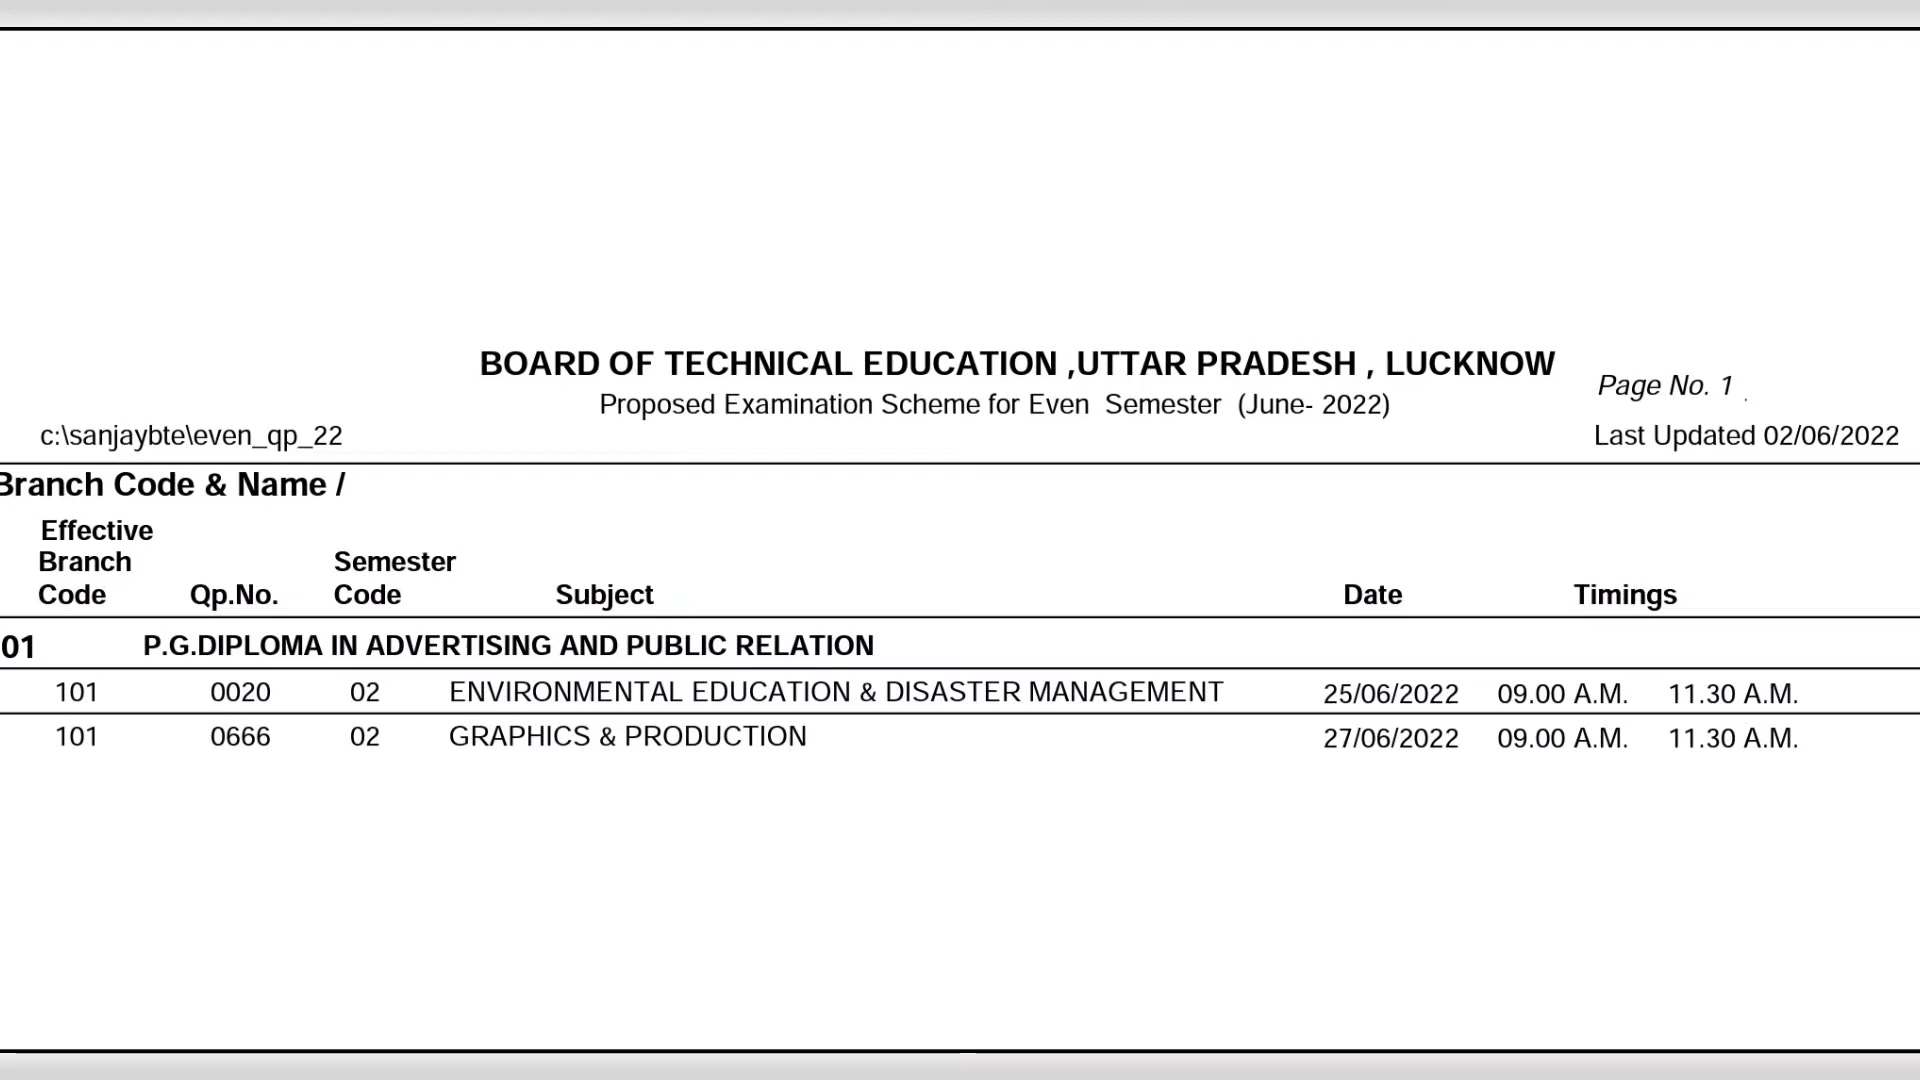 BOARD OF TECHNICAL EDUCATION ,UTTAR PRADESH , LUCKNOW
Page No. 1
Proposed Examination Scheme for Even Semester (June- 2022)
c:\sanjaybte\even_qp_22 Last Updated 02/06/2022
Branch Code & Name /
Effective
Branch Semester
Code Qp.No. Code Subject Date Timings
01 P.G.DIPLOMA IN ADVERTISING AND PUBLIC RELATION
101 0020 02 ENVIRONMENTAL EDUCATION & DISASTER MANAGEMENT 25/06/2022 09.00 A.M. 11.30 A.M.
101 0666 02 GRAPHICS & PRODUCTION 27/06/2022 09.00 A.M. 11.30 A.M.